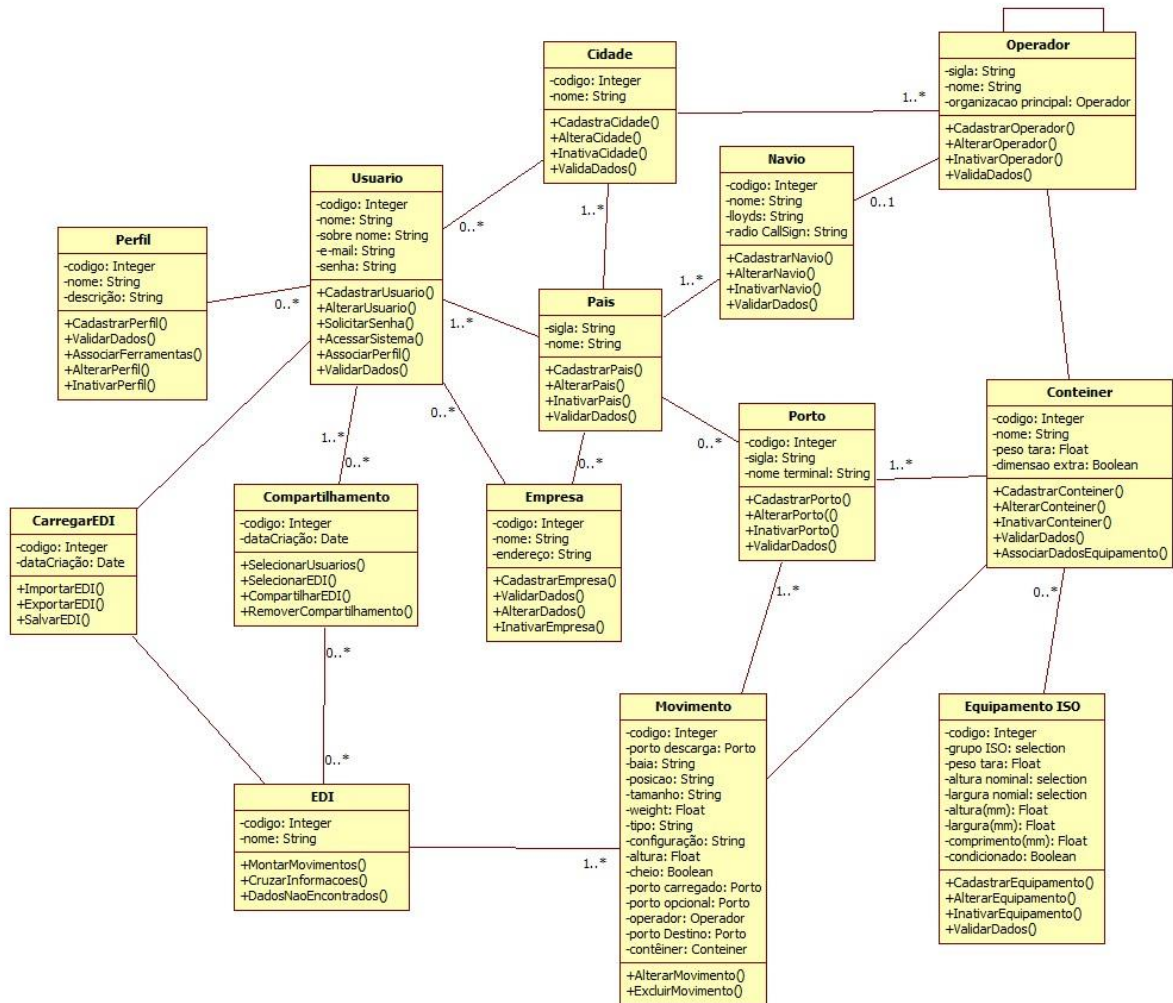 Cidade
-codigo: Integer
-nome: String
+CadastraCidade()
+AlteraCidade()
+InativaCidade()
+ValidaDados()
Operador
-sigla: String
-nome: String
-organizacao principal: Operador
+CadastrarOperador()
+AlterarOperador()
+InativarOperador()
+ValidaDados()
1..*
Navio
-codigo: Integer
-nome: String
-lloyds: String
-radio CallSign: String
+CadastrarNavio()
+AlterarNavio()
+InativarNavio()
+ValidarDados()
0..1
Usuario
-codigo: Integer
-nome: String
-sobre nome: String
-e-mail: String
-senha: String
+CadastrarUsuario()
+AlterarUsuario()
+SolicitarSenha()
+AcessarSistema()
+AssociarPerfil()
+ValidarDados()
0..*
1..*
Perfil
-codigo: Integer
-nome: String
-descrição: String
+CadastrarPerfil()
+ValidarDados()
+AssociarFerramentas()
+AlterarPerfil()
+InativarPerfil()
0..*
1..*
1..*
Pais
-sigla: String
-nome: String
+CadastrarPais()
+AlterarPais()
+InativarPais()
+ValidarDados()
0..*
0..*
0..*
1..*
0..*
Porto
-codigo: Integer
-sigla: String
-nome terminal: String
+CadastrarPorto()
+AlterarPorto(()
+InativarPorto()
+ValidarDados()
1..*
1..*
Conteiner
-codigo: Integer
-nome: String
-peso tara: Float
-dimensao extra: Boolean
+CadastrarConteiner()
+AlterarConteiner()
+InativarConteiner()
+ValidarDados()
+AssociarDadosEquipamento()
0..*
CarregarEDI
-codigo: Integer
-dataCriação: Date
+ImportarEDI()
+ExportarEDI()
+SalvarEDI()
Compartilhamento
-codigo: Integer
-dataCriação: Date
+SelecionarUsuarios()
+SelecionarEDI()
+CompartilharEDI()
+RemoverCompartilhamento()
0..*
0..*
Empresa
-codigo: Integer
-nome: String
-endereço: String
+CadastrarEmpresa()
+ValidarDados()
+AlterarDados()
+InativarEmpresa()
EDI
-codigo: Integer
-nome: String
+MontarMovimentos()
+CruzarInformacoes()
+DadosNaoEncontrados()
1..*
Movimento
-codigo: Integer
-porto descarga: Porto
-baia: String
-posicao: String
-tamanho: String
-weight: Float
-tipo: String
-configuração: String
-altura: Float
-cheio: Boolean
-porto carregado: Porto
-porto opcional: Porto
-operador: Operador
-porto Destino: Porto
-contêiner: Conteiner
+AlterarMovimento()
+ExcluirMovimento()
Equipamento ISO
-codigo: Integer
-grupo ISO: selection
-peso tara: Float
-altura nominal: selection
-largura nomial: selection
-altura(mm): Float
-largura(mm): Float
-comprimento(mm): Float
-condicionado: Boolean
+CadastrarEquipamento()
+AlterarEquipamento()
+InativarEquipamento()
+ValidarDados()